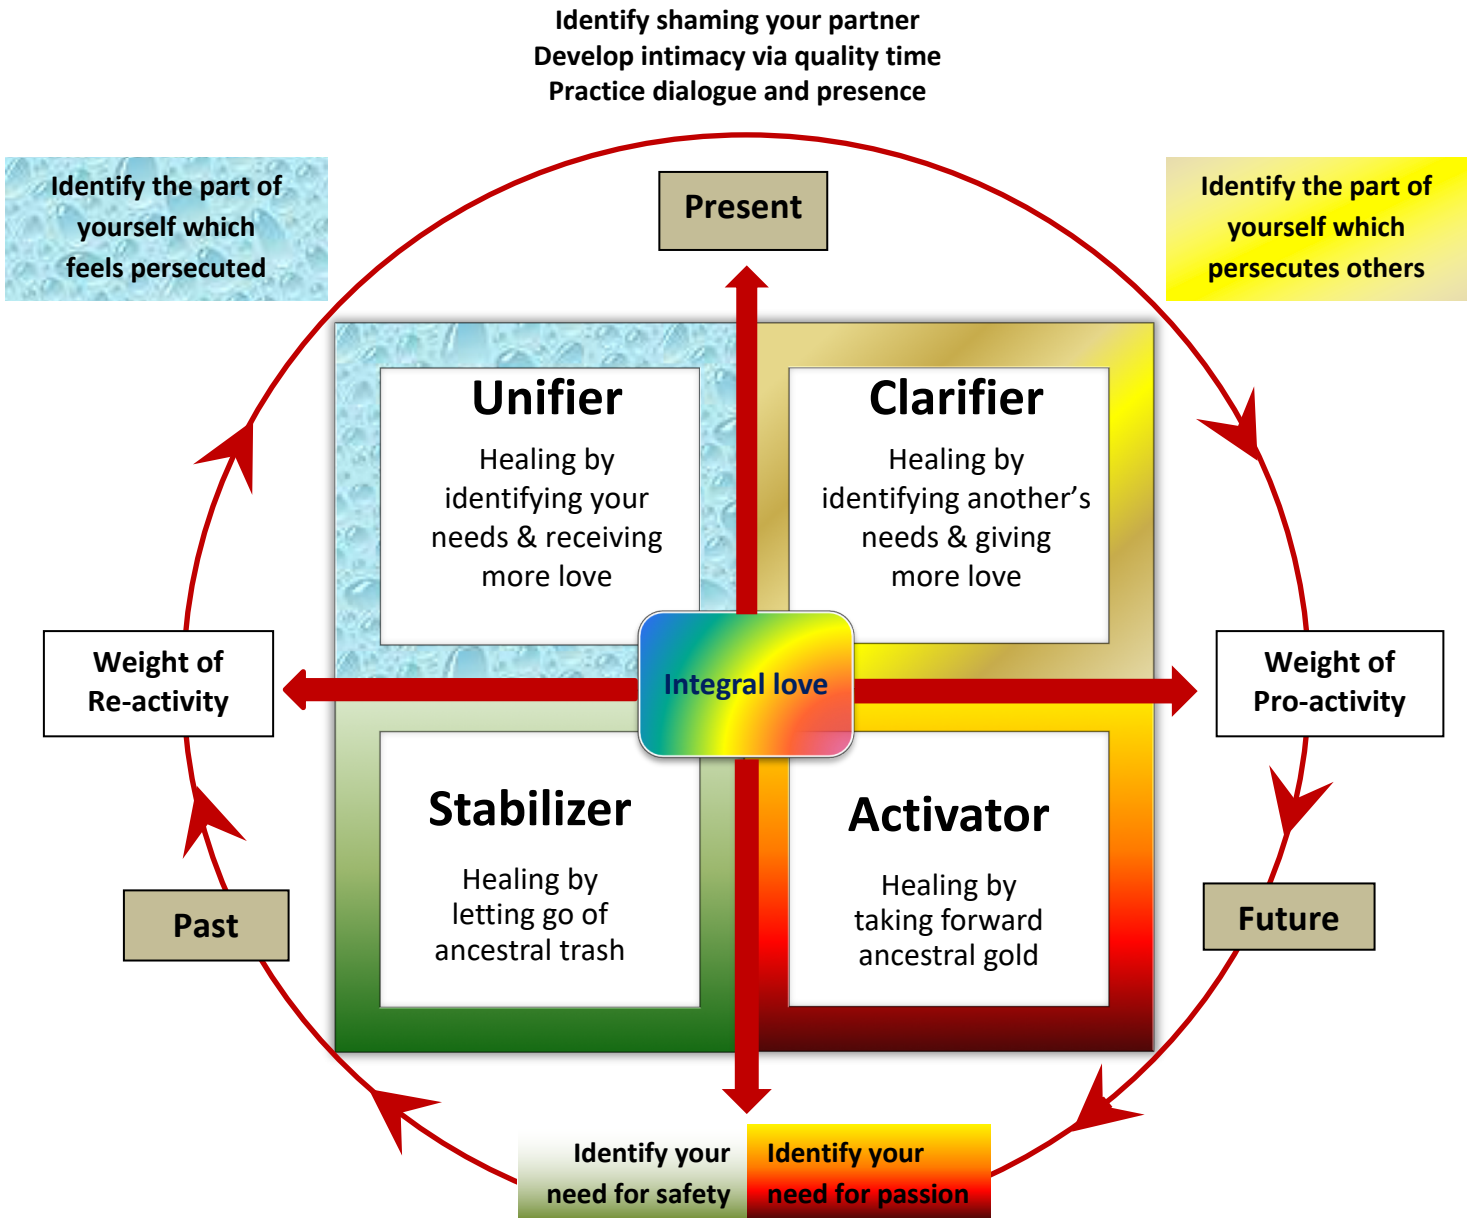 Identify shaming your partner
Develop intimacy via quality time
Practice dialogue and presence
Identify the part of
yourself which
feels persecuted
Present
Identify the part of
yourself which
persecutes others
Unifier
Healing by
identifying your
needs & receiving
more love
Clarifier
Healing by
identifying another’s
needs & giving
more love
Weight of
Re-activity
Integral love
Weight of
Pro-activity
Stabilizer
Healing by
letting go of
ancestral trash
Activator
Healing by
taking forward
ancestral gold
Past
Future
Identify your
need for safety
Identify your
need for passion